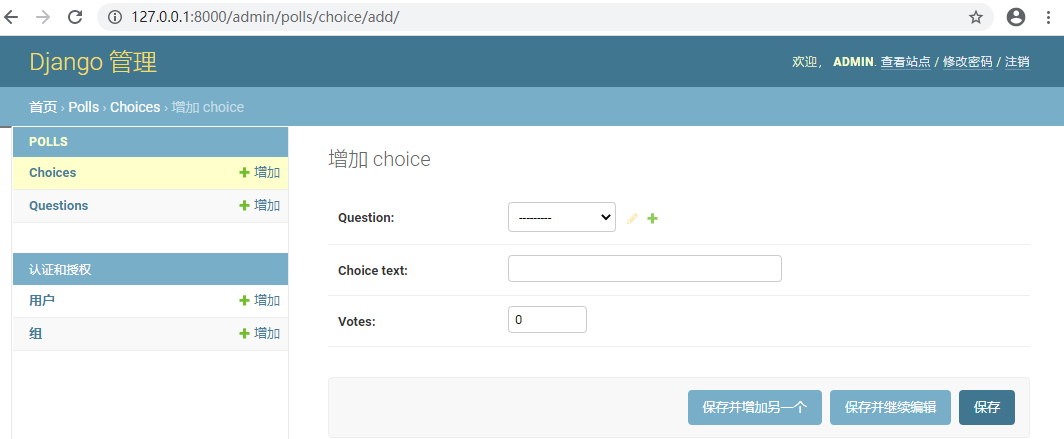 127.0.0.1:8000/admin/polls/choice/add/
Django 管理
欢迎， ADMIN. 查看站点 / 修改密码 / 注销
首页 › Polls › Choices › 增加 choice
POLLS
Choices 增加
Questions 增加
认证和授权
用户 增加
组 增加
增加 choice
Question: ---------
Choice text:
Votes: 0
保存并增加另一个 保存并继续编辑 保存